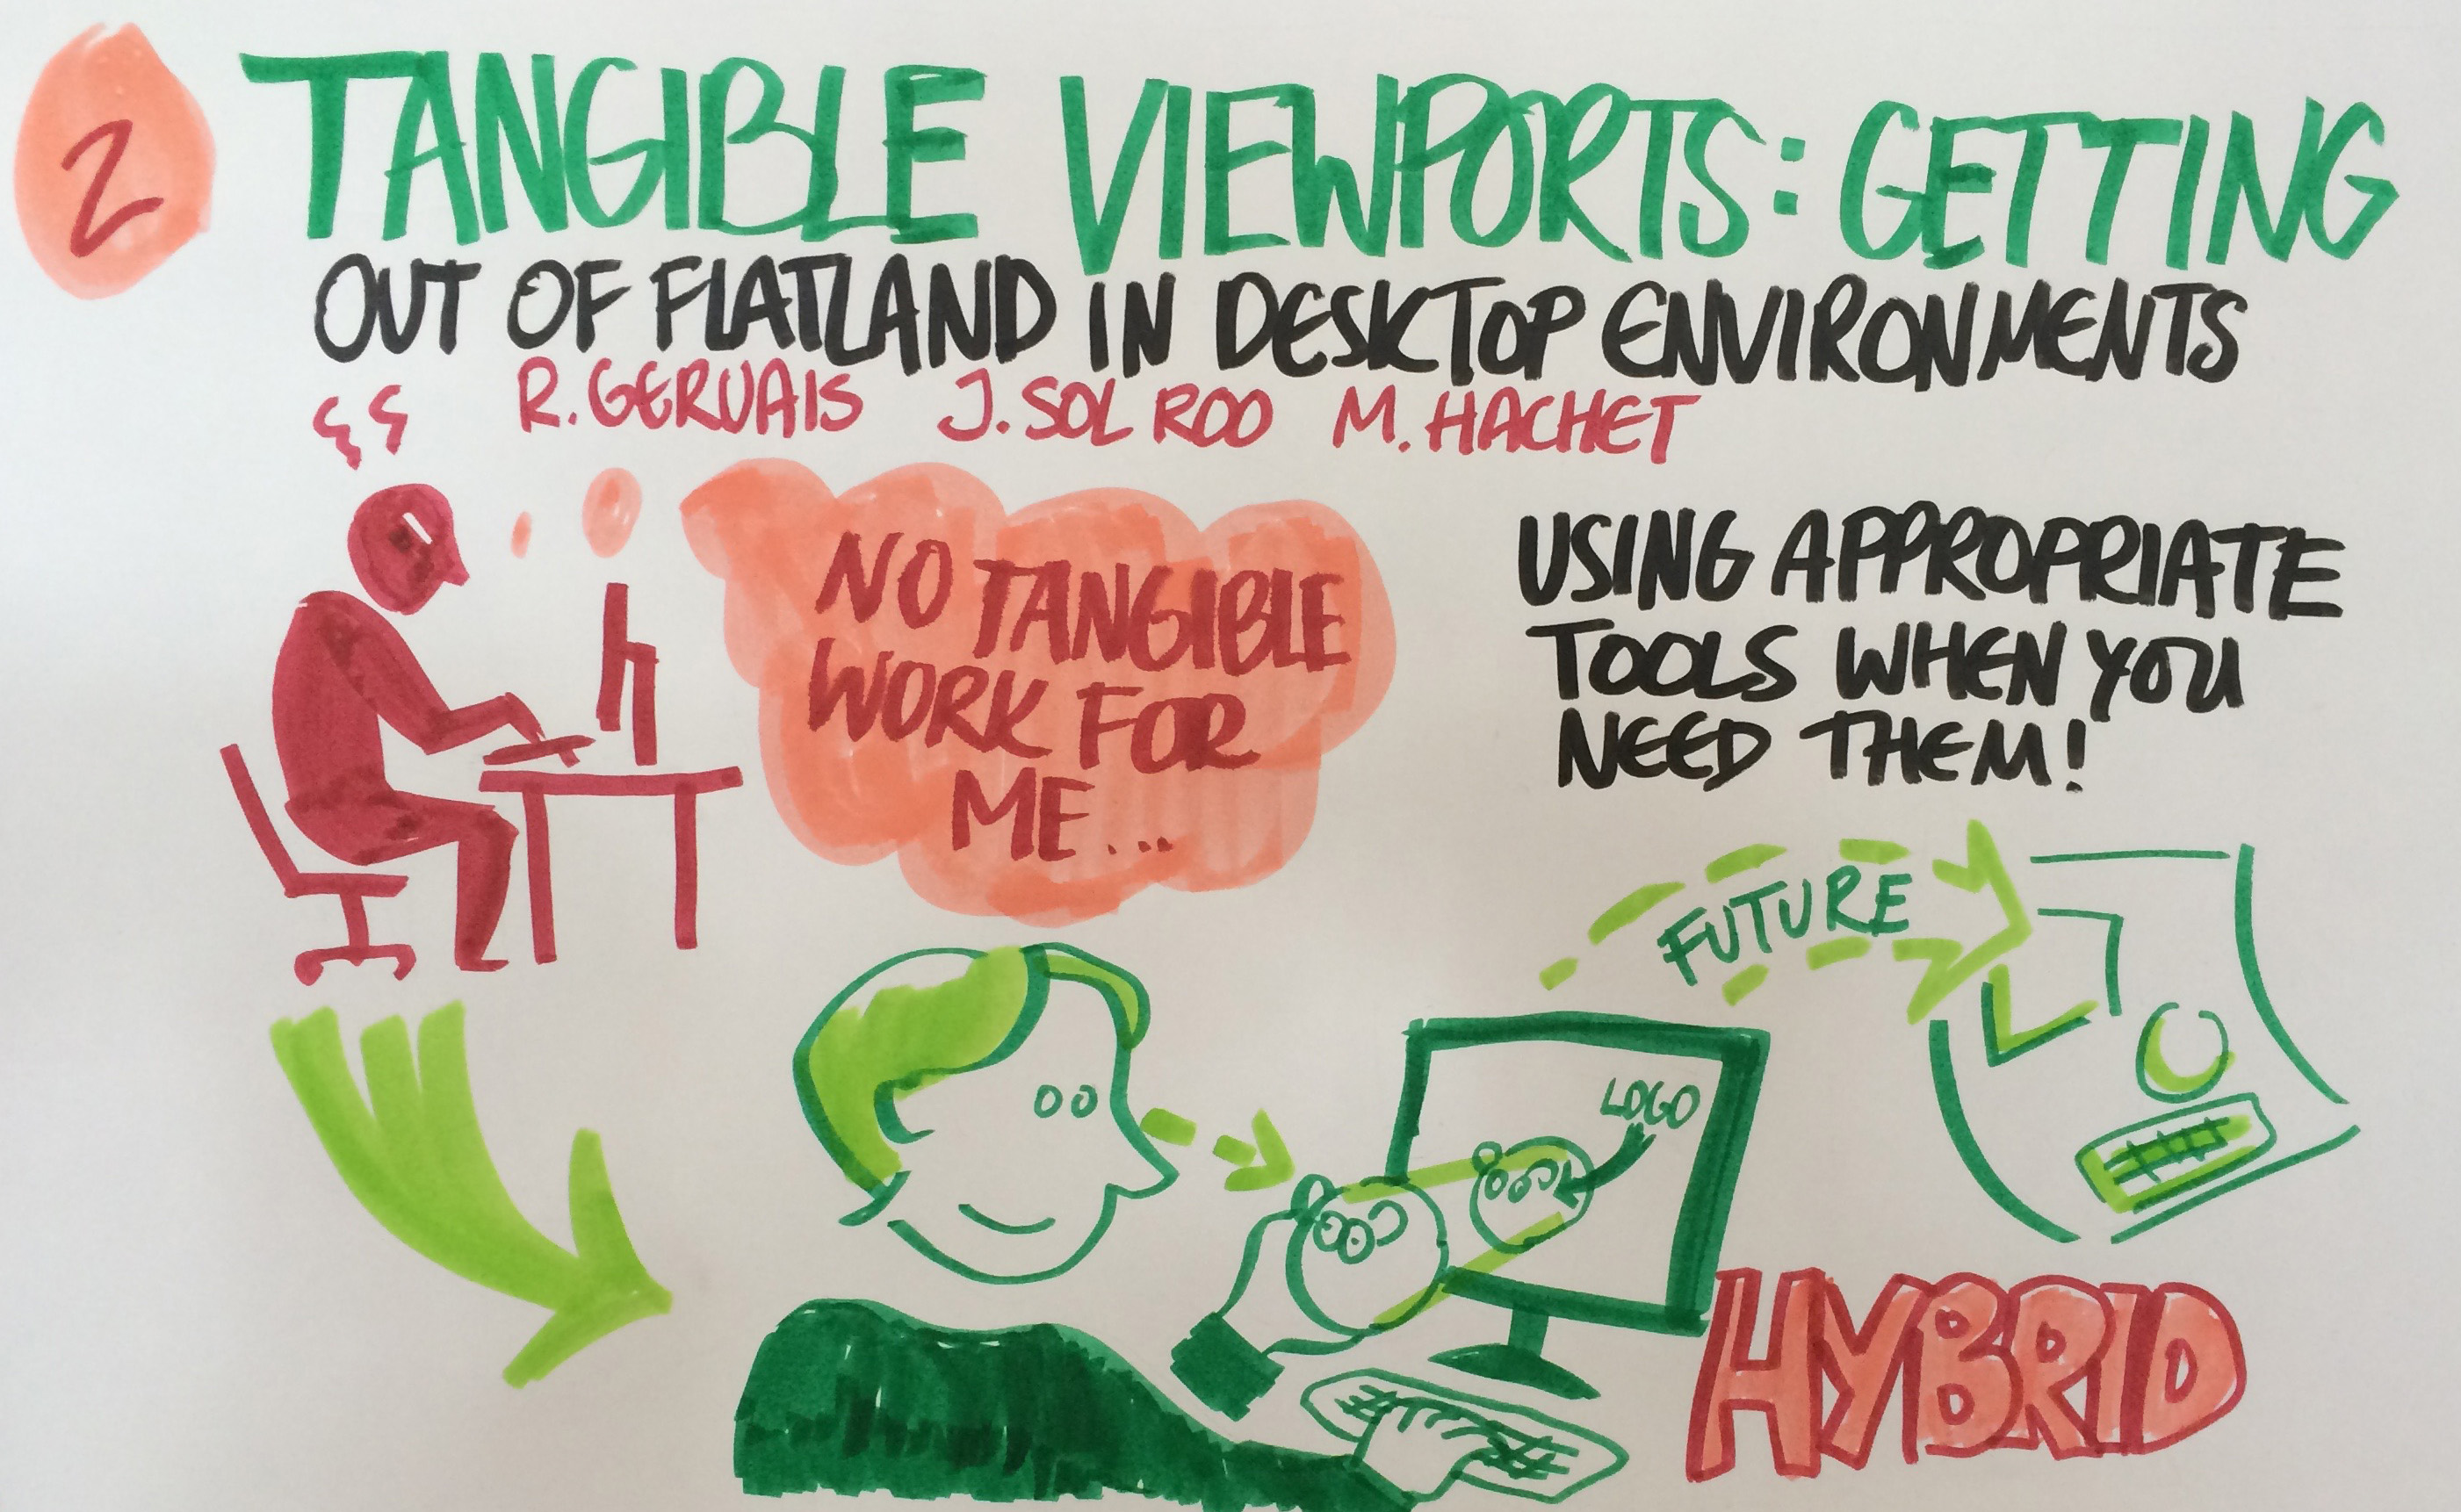 2
TANGIBLE VIEWPORTS: GETTING
OUT OF FLATLAND IN DESKTOP ENVIRONMENTS
R. GERVAIS J. SOL ROO M. HACHET
NO TANGIBLE
WORK FOR
ME...
USING APPROPRIATE
TOOLS WHEN YOU
NEED THEM!
FUTURE
LOGO
HYBRID